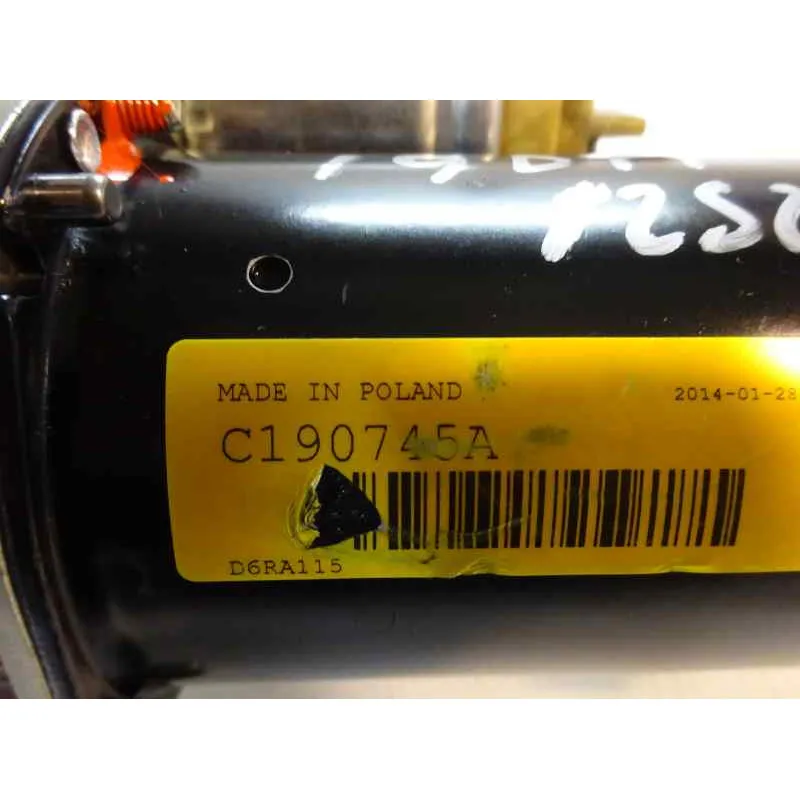 MADE IN POLAND 2014-01-28
C190745A
D6RA115